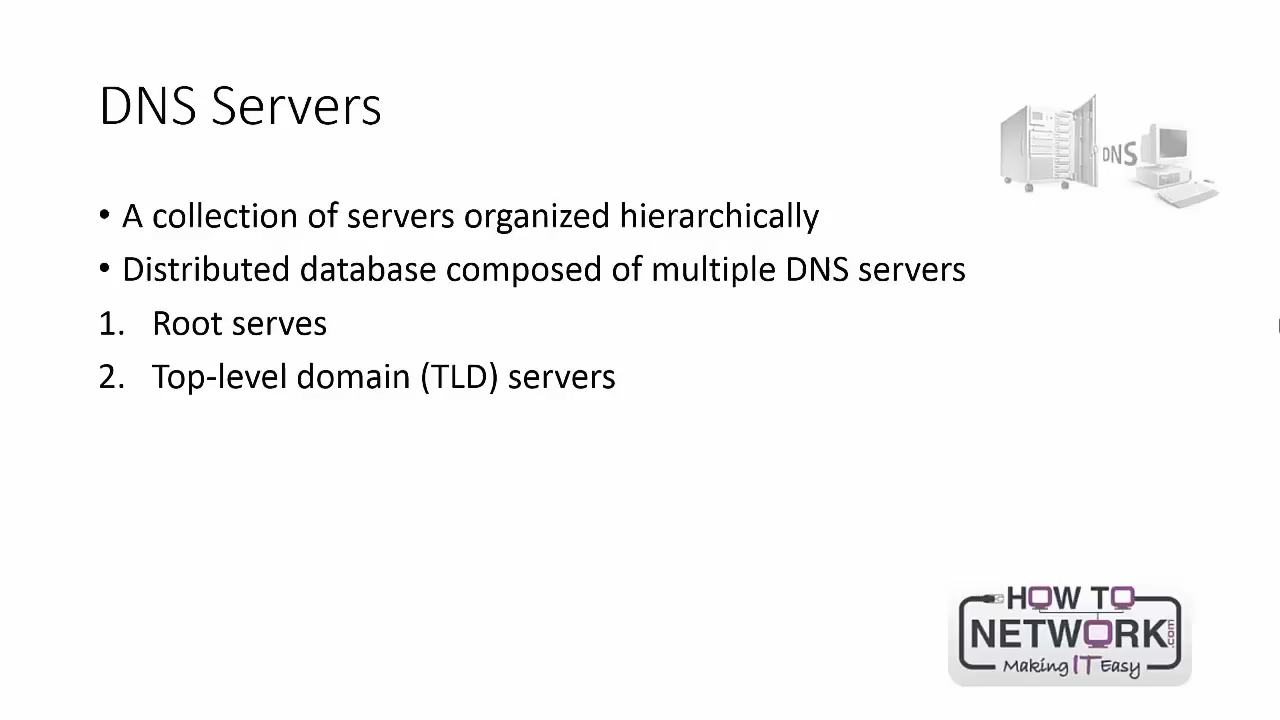 DNS Servers
DNS
• A collection of servers organized hierarchically
• Distributed database composed of multiple DNS servers
1. Root serves
2. Top-level domain (TLD) servers
HOW TO
NETWORK.com
Making IT Easy